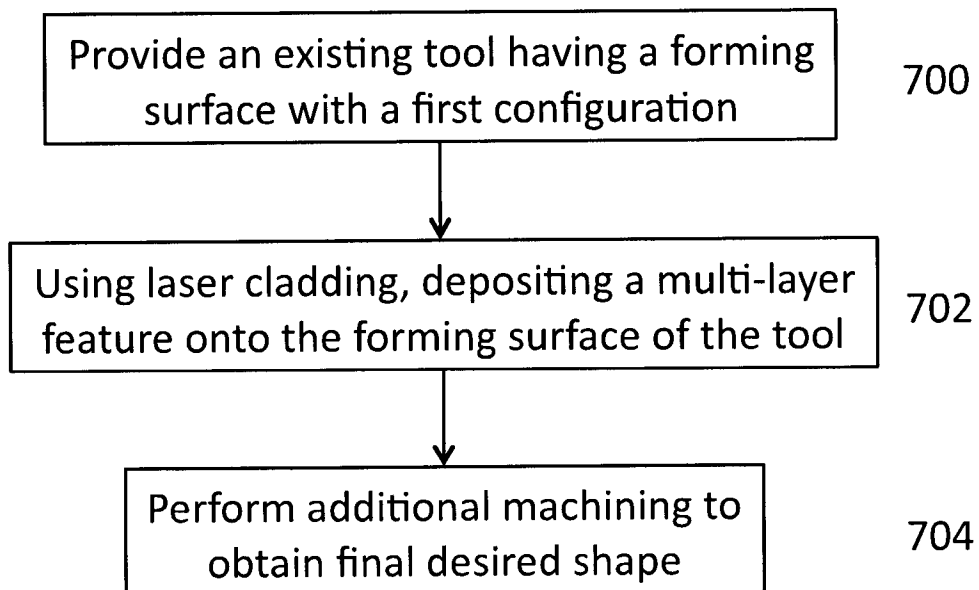 Provide an existing tool having a forming
surface with a first configuration
700
Using laser cladding, depositing a multi-layer
feature onto the forming surface of the tool
702
Perform additional machining to
obtain final desired shape
704